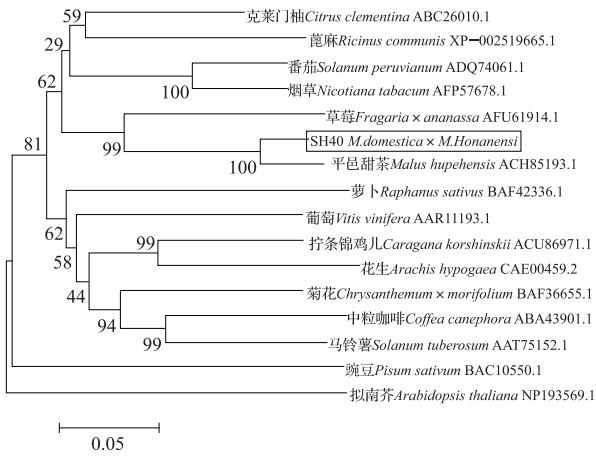 59
克莱门柚Citrus clementina ABC26010.1
29
蓖麻Ricinus communis XP−002519665.1
番茄Solanum peruvianum ADQ74061.1
62
100
烟草Nicotiana tabacum AFP57678.1
草莓Fragaria × ananassa AFU61914.1
81
99
SH40 M.domestica × M.Honanensi
100
平邑甜茶Malus hupehensis ACH85193.1
萝卜Raphanus sativus BAF42336.1
62
葡萄Vitis vinifera AAR11193.1
99
拧条锦鸡儿Caragana korshinskii ACU86971.1
58
花生Arachis hypogaea CAE00459.2
44
菊花Chrysanthemum × morifolium BAF36655.1
94
中粒咖啡Coffea canephora ABA43901.1
99
马铃薯Solanum tuberosum AAT75152.1
豌豆Pisum sativum BAC10550.1
拟南芥Arabidopsis thaliana NP193569.1
0.05